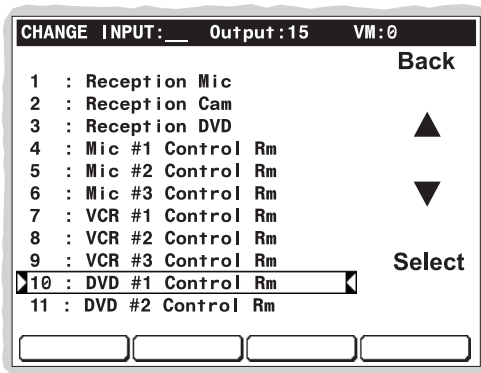 CHANGE INPUT:__ Output:15 VM:0
Back
1 : Reception Mic
2 : Reception Cam
3 : Reception DVD
4 : Mic #1 Control Rm
5 : Mic #2 Control Rm
6 : Mic #3 Control Rm
7 : VCR #1 Control Rm
8 : VCR #2 Control Rm
9 : VCR #3 Control Rm
Select
10 : DVD #1 Control Rm
11 : DVD #2 Control Rm